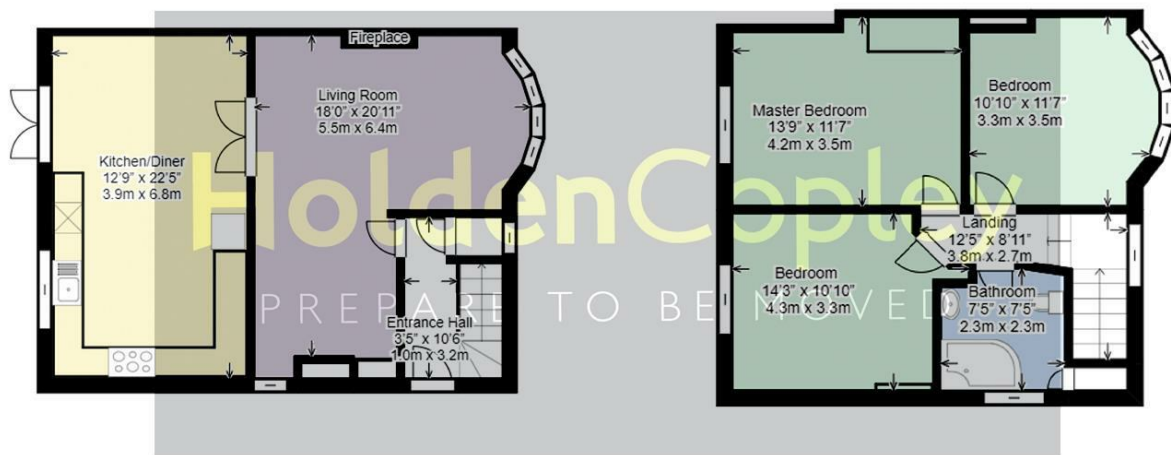 Fireplace
Living Room
18'0" x 20'11"
5.5m x 6.4m
Kitchen/Diner
12'9" x 22'5"
3.9m x 6.8m
Entrance Hall
3'5" x 10'6"
1.0m x 3.2m
Master Bedroom
13'9" x 11'7"
4.2m x 3.5m
Bedroom
10'10" x 11'7"
3.3m x 3.5m
Landing
12'5" x 8'11"
3.8m x 2.7m
Bedroom
14'3" x 10'10"
4.3m x 3.3m
Bathroom
7'5" x 7'5"
2.3m x 2.3m
HoldenCopley
PREPARE TO BE MOVED